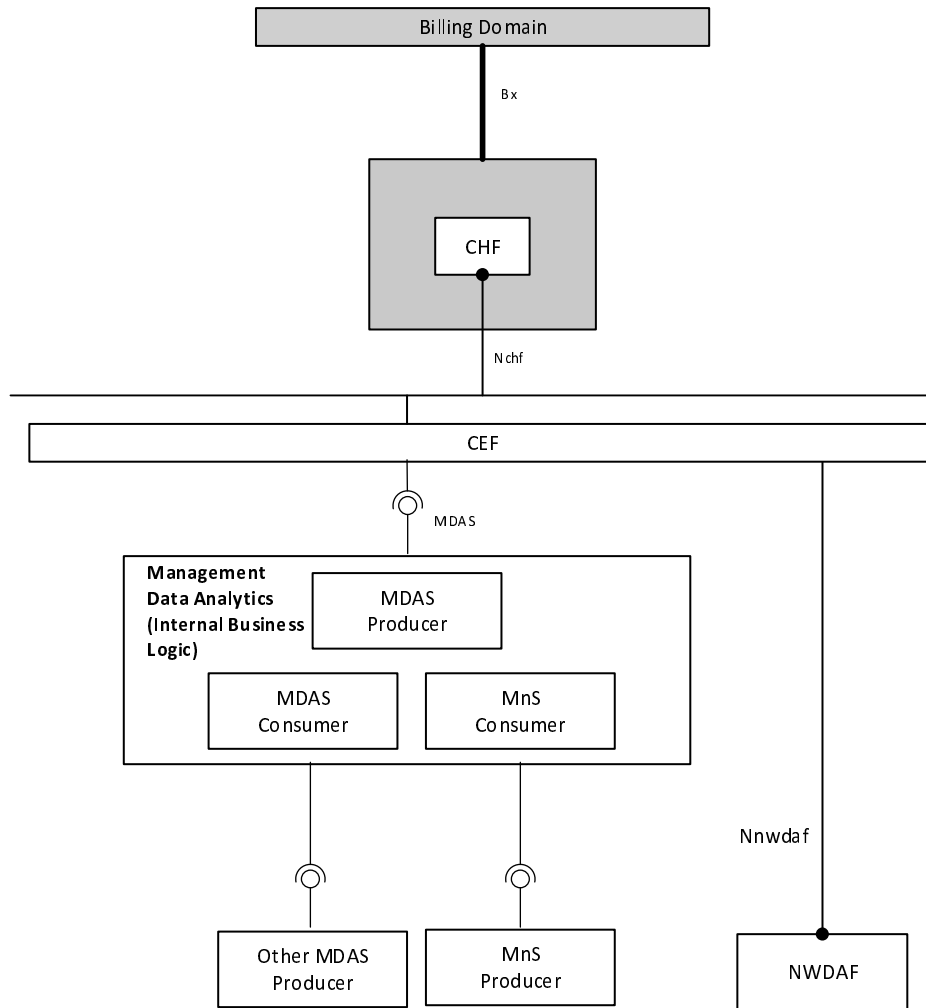 Billing Domain
Bx
CHF
Nchf
CEF
MDAS
Management
Data Analytics
(Internal Business
Logic)
MDAS
Producer
MDAS
Consumer
MnS
Consumer
Nnwdaf
Other MDAS
Producer
MnS
Producer
NWDAF